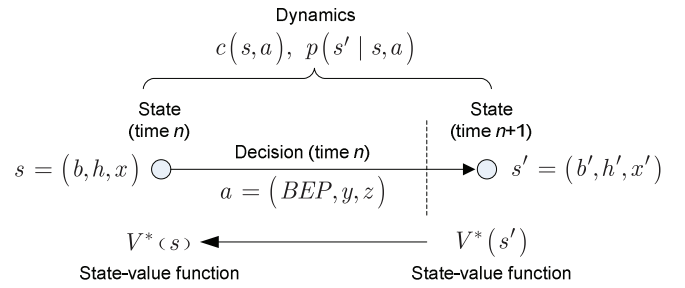 Dynamics
c(s,a), p(s′ | s,a)
State
(time n)
State
(time n+1)
Decision (time n)
s = (b,h,x)
s′ = (b′,h′,x′)
a = (BEP,y,z)
V*(s)
V*(s′)
State-value function
State-value function